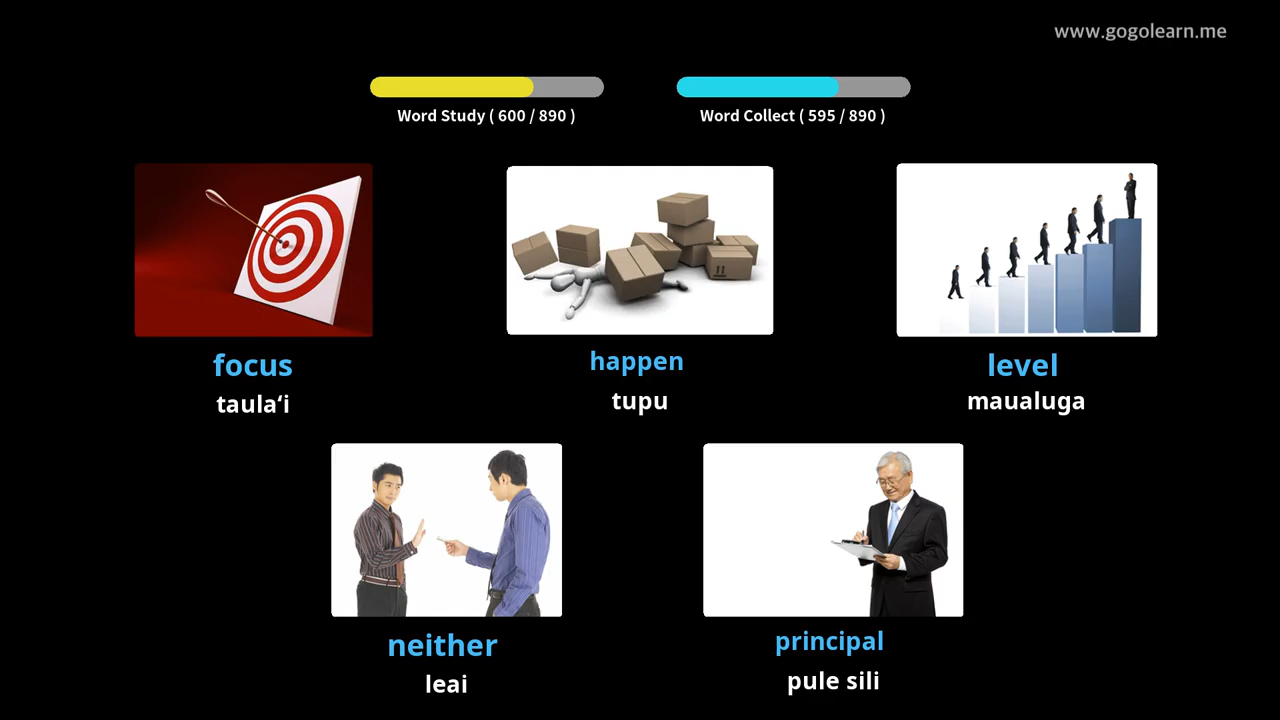 www.gogolearn.me
Word Study ( 600 / 890 )
Word Collect ( 595 / 890 )
focus
taulaʻi
happen
tupu
level
maualuga
neither
leai
principal
pule sili